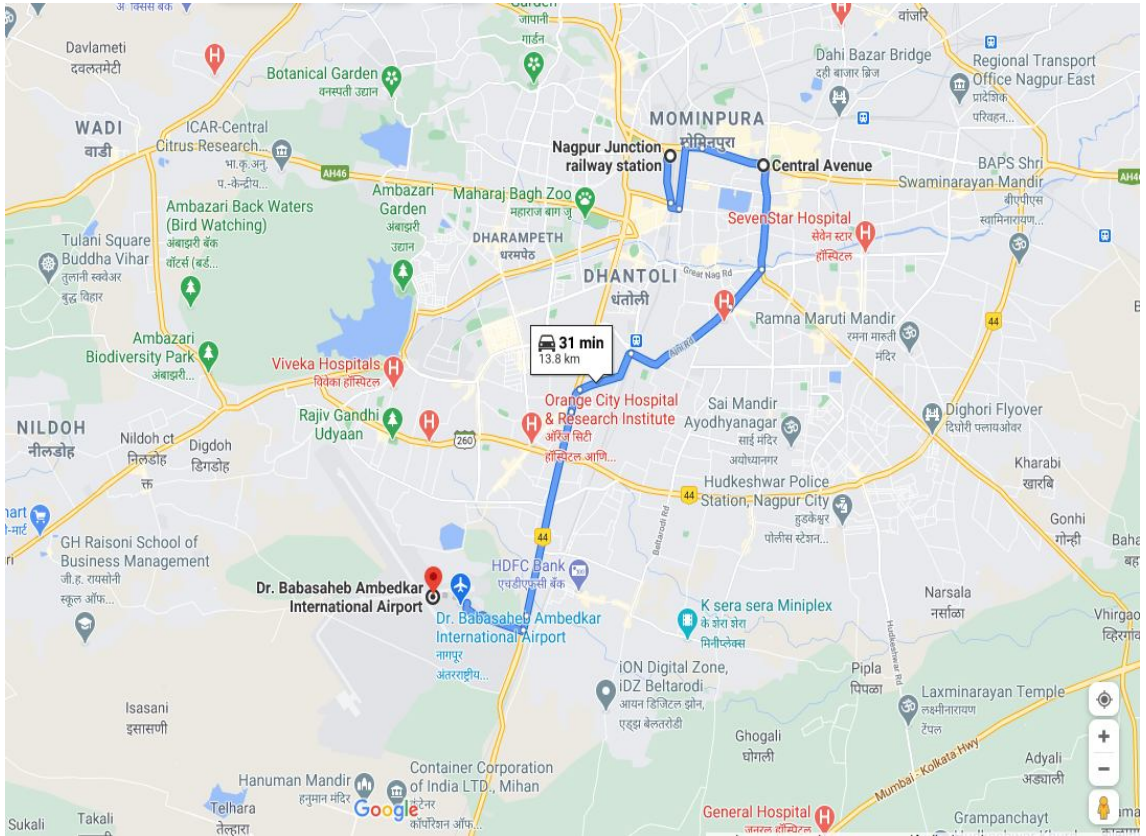 Davlameti
दवलतमेटी
Botanical Garden
वनस्पती उद्यान
जापानी
गार्डन
वांजरि
Dahi Bazar Bridge
दही बाजार ब्रिज
Regional Transport
Office Nagpur East
प्रादेशिक
परिवहन...
WADI
वाडी
ICAR-Central
Citrus Research...
भा.कृ.अनु.
प.-केन्द्रीय...
AH46
MOMINPURA
मोमिनपुरा
Nagpur Junction
railway station
Central Avenue
BAPS Shri
Swaminarayan Mandir
बीएपीएस
स्वामिनारायण...
AH46
Ambazari
Garden
अंबाझरी
उद्यान
Maharaj Bagh Zoo
महाराज बाग जू
Ambazari Back Waters
(Bird Watching)
अंबाझरी बॅक
वॉटर्स (बर्ड...
DHARAMPETH
धरमपेठ
SevenStar Hospital
सेवेन स्टार
हॉस्पिटल
Tulani Square
Buddha Vihar
तुलानी स्क्वेअर
बुद्ध विहार
DHANTOLI
धंतोली
Great Nag Rd
Ramna Maruti Mandir
रमना मारुती
मंदिर
44
Ambazari
Biodiversity Park
अंबाझरी...
31 min
13.8 km
Ajni Rd
Viveka Hospitals
विवेका हॉस्पिटल
Orange City Hospital
& Research Institute
ऑरेंज सिटी
हॉस्पिटल आणि...
Rajiv Gandhi
Udyaan
Sai Mandir
Ayodhyanagar
साई मंदिर
अयोध्यानगर
Dighori Flyover
दिघोरी फ्लायओवर
NILDOH
नीलडोह
Nildoh ct
निलडोह
क्त
Digdoh
डिगडोह
260
Kharabi
खारबि
Hudkeshwar Police
Station, Nagpur City
हुडकेश्वर
पोलीस स्टेशन...
44
Beltarodi Rd
Gonhi
गोन्ही
GH Raisoni School of
Business Management
जी.ह. रायसोनी
स्कूल ऑफ...
44
HDFC Bank
एचडीएफसी बँक
Dr. Babasaheb Ambedkar
International Airport
Dr. Babasaheb Ambedkar
International Airport
नागपूर
अंतरराष्ट्रीय...
K sera sera Miniplex
के सेरा सेरा
मिनीप्लेक्स
Narsala
नर्साळा
Hudkeshwar Rd
iON Digital Zone,
iDZ Beltarodi
आयन डिजिटल झोन,
एड्झ बेलतरोडी
Pipla
पिपळा
Laxminarayan Temple
लक्ष्मीनारायण
टेंपल
Isasani
इसासणी
Ghogali
घोगली
Mumbai - Kolkata Hwy
Adyali
अड्याली
Hanuman Mandir
हनुमान मंदिर
Container Corporation
of India LTD., Mihan
कंटेनर
कॉर्पोरेशन ऑफ...
Google
Telhara
तेल्हारा
Sukali
Takali
टाकली
General Hospital
जनरल हॉस्पिटल
Grampanchayt